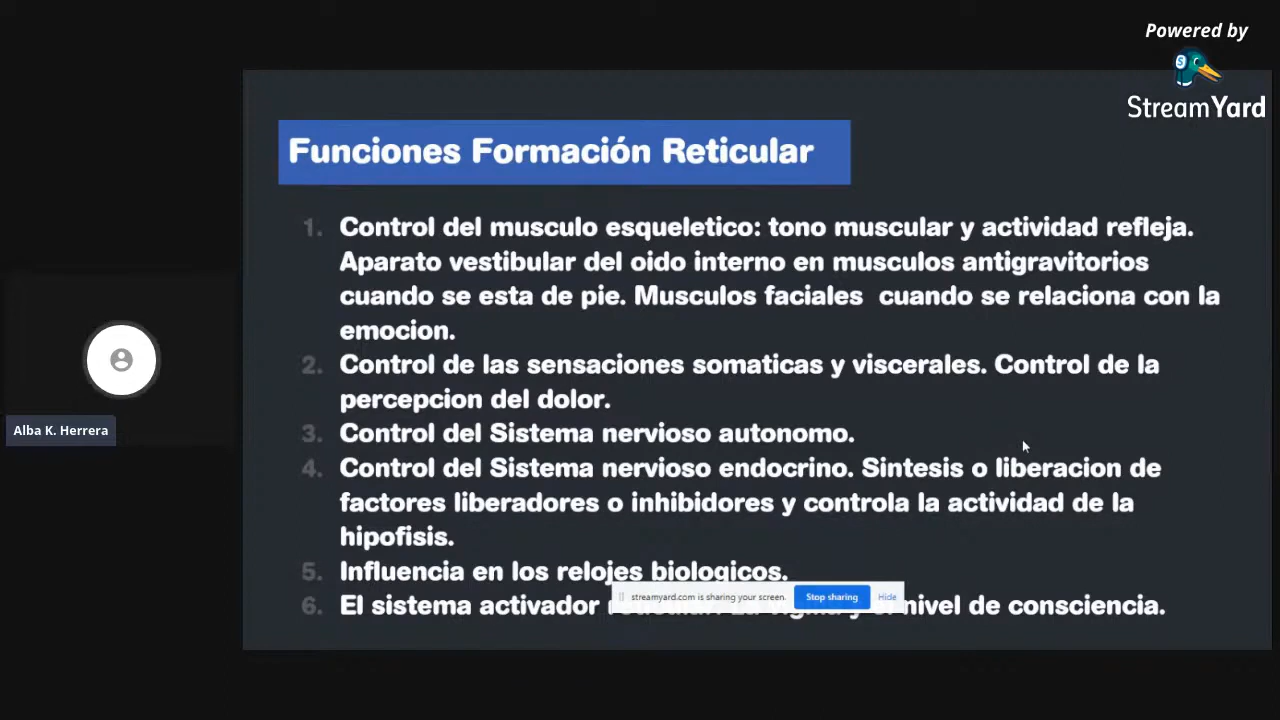 Powered by
StreamYard
Funciones Formación Reticular
1. Control del musculo esqueletico: tono muscular y actividad refleja.
Aparato vestibular del oido interno en musculos antigravitorios
cuando se esta de pie. Musculos faciales cuando se relaciona con la
emocion.
2. Control de las sensaciones somaticas y viscerales. Control de la
percepcion del dolor.
3. Control del Sistema nervioso autonomo.
4. Control del Sistema nervioso endocrino. Sintesis o liberacion de
factores liberadores o inhibidores y controla la actividad de la
hipofisis.
5. Influencia en los relojes biologicos.
streamyard.com is sharing your screen. Stop sharing Hide
6. El sistema activador nivel de consciencia.
Alba K. Herrera